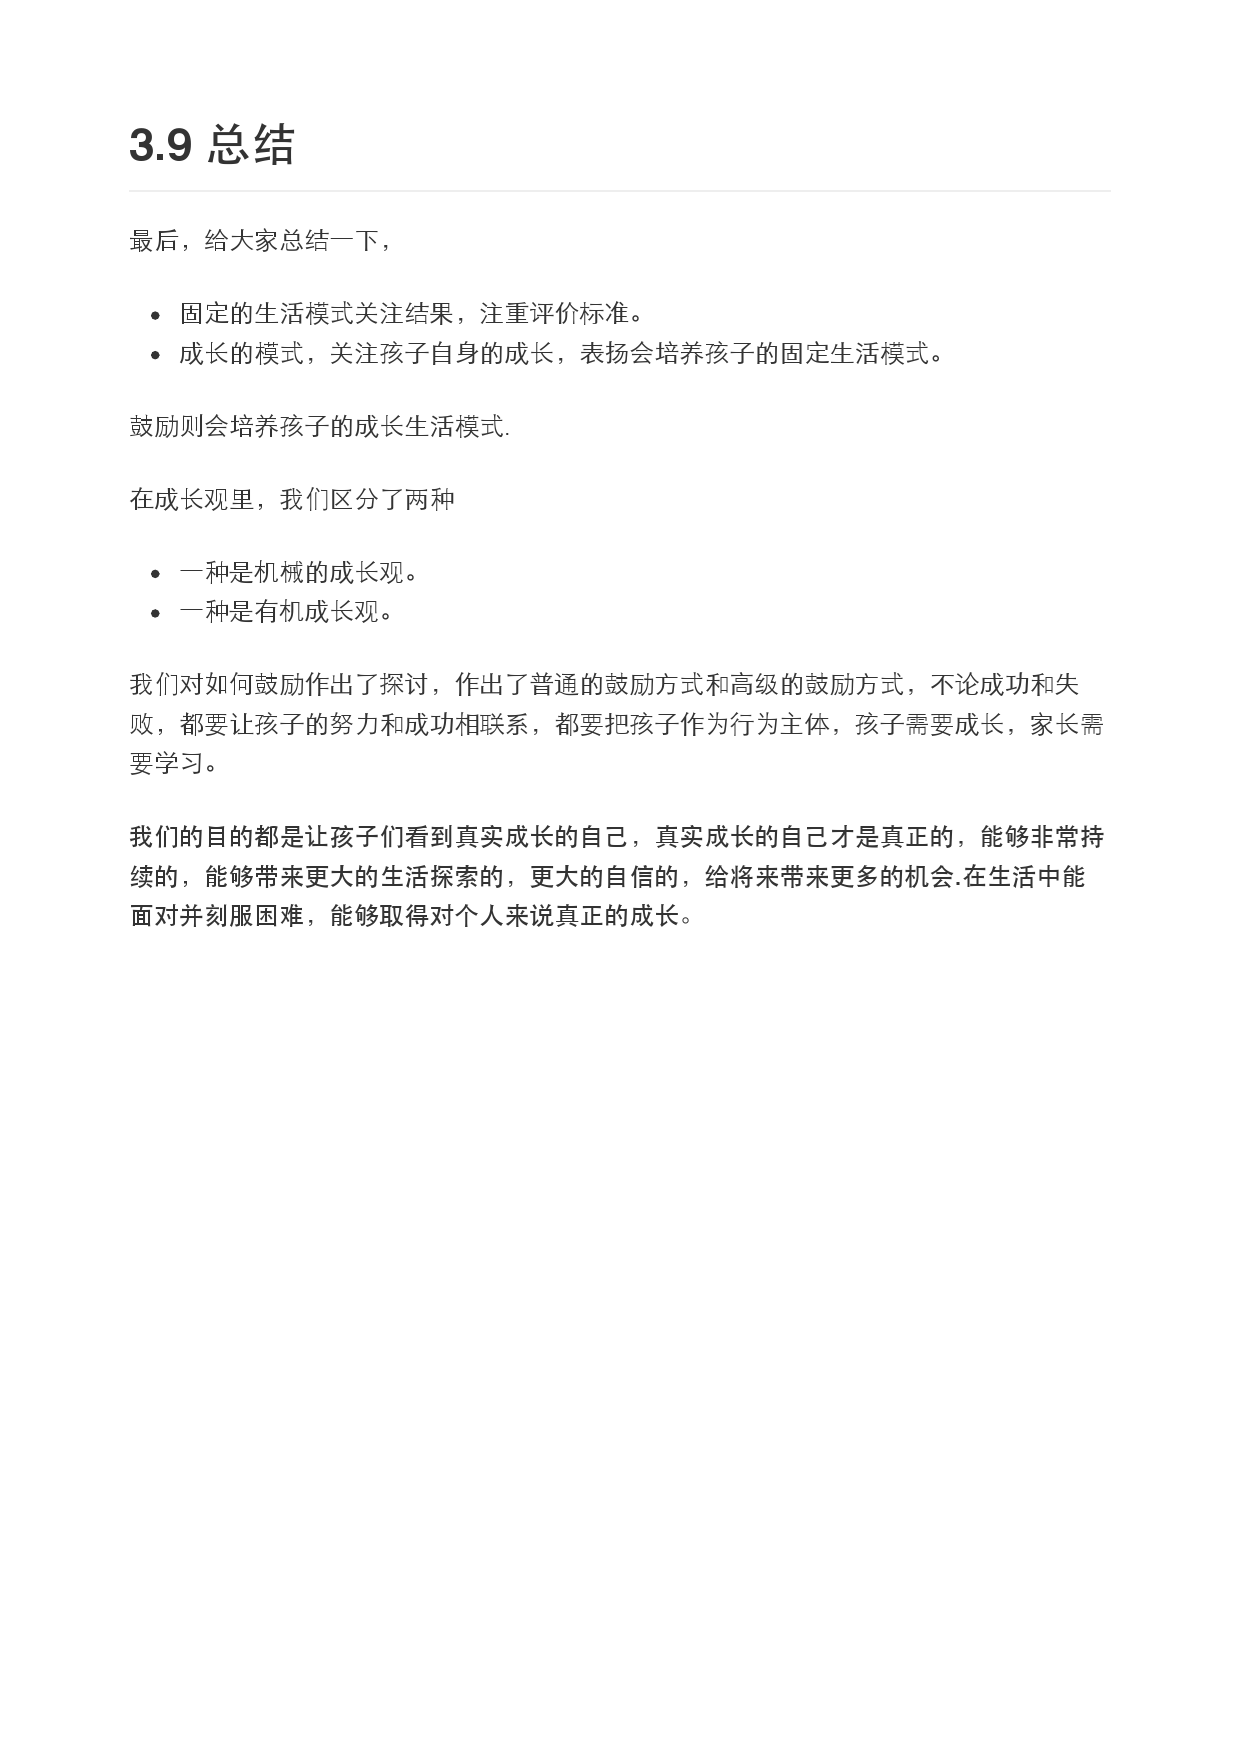 3.9 总结
最后，给大家总结一下，
固定的生活模式关注结果，注重评价标准。
成长的模式，关注孩子自身的成长，表扬会培养孩子的固定生活模式。
鼓励则会培养孩子的成长生活模式.
在成长观里，我们区分了两种
一种是机械的成长观。
一种是有机成长观。
我们对如何鼓励作出了探讨，作出了普通的鼓励方式和高级的鼓励方式，不论成功和失
败，都要让孩子的努力和成功相联系，都要把孩子作为行为主体，孩子需要成长，家长需
要学习。
我们的目的都是让孩子们看到真实成长的自己，真实成长的自己才是真正的，能够非常持
续的，能够带来更大的生活探索的，更大的自信的，给将来带来更多的机会.在生活中能
面对并刻服困难，能够取得对个人来说真正的成长。